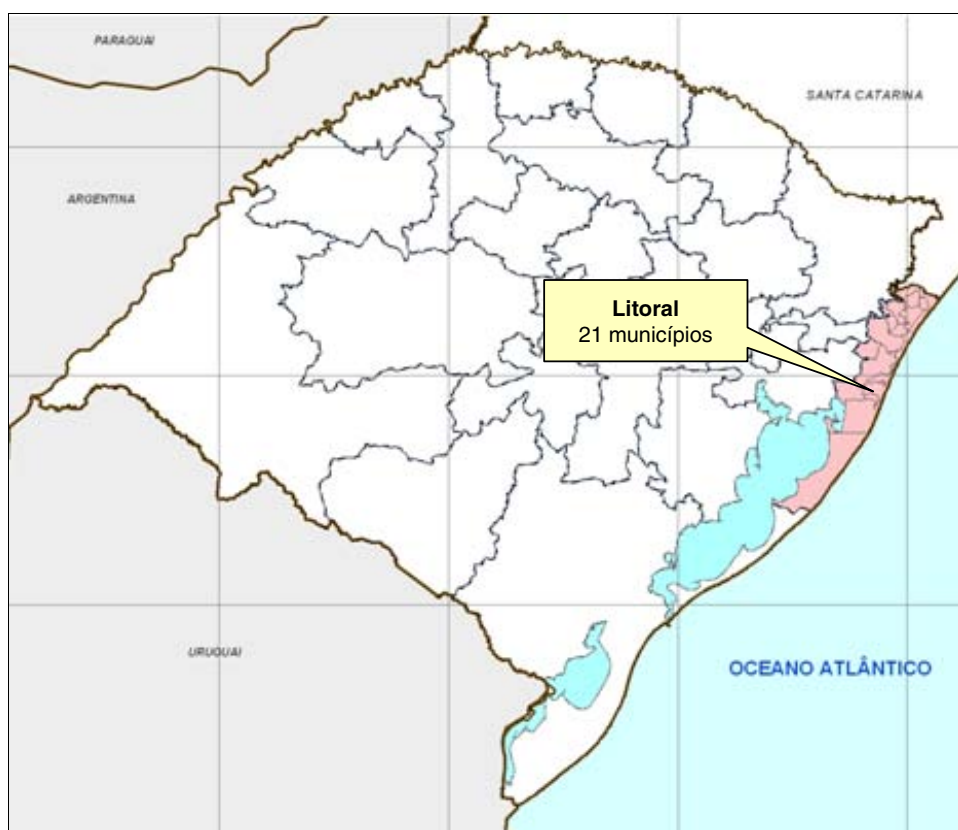 PARAGUAI
SANTA CATARINA
ARGENTINA
Litoral
21 municípios
URUGUAI
OCEANO ATLÂNTICO